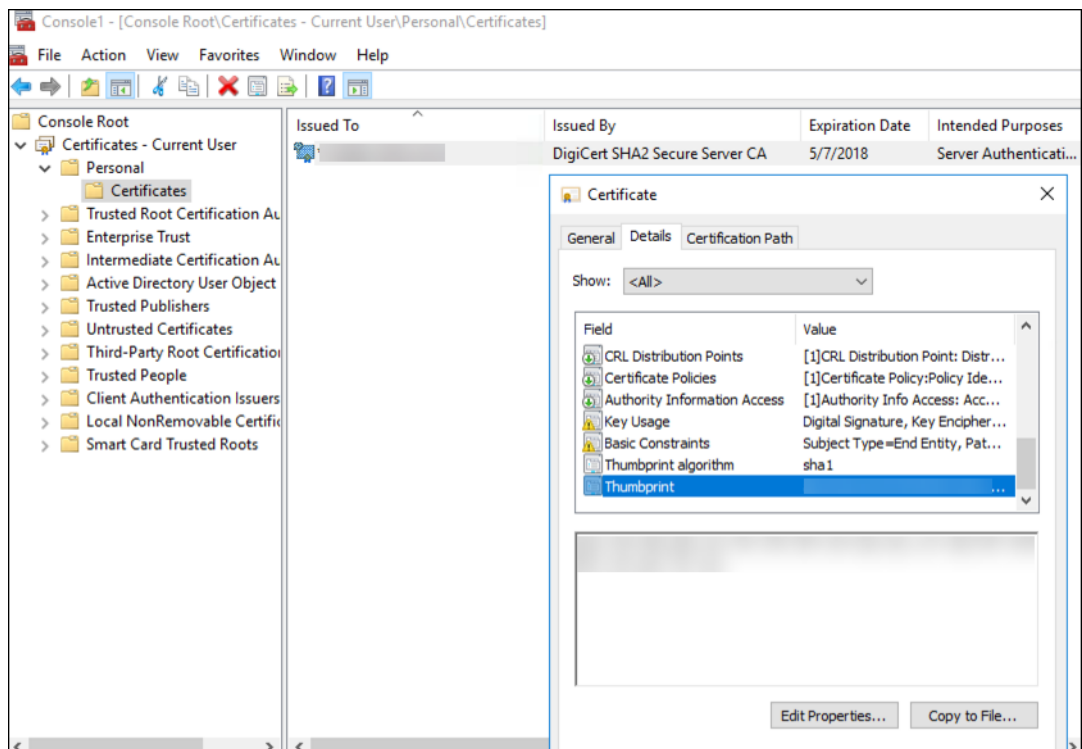 Console1 - [Console Root\Certificates - Current User\Personal\Certificates]
File Action View Favorites Window Help
Console Root
Certificates - Current User
Personal
Certificates
Trusted Root Certification Au
Enterprise Trust
Intermediate Certification Au
Active Directory User Object
Trusted Publishers
Untrusted Certificates
Third-Party Root Certification
Trusted People
Client Authentication Issuers
Local NonRemovable Certific
Smart Card Trusted Roots
Issued To Issued By Expiration Date Intended Purposes
DigiCert SHA2 Secure Server CA 5/7/2018 Server Authenticati...
Certificate
General Details Certification Path
Show: <All>
Field Value
CRL Distribution Points [1]CRL Distribution Point: Distr...
Certificate Policies [1]Certificate Policy:Policy Ide...
Authority Information Access [1]Authority Info Access: Acc...
Key Usage Digital Signature, Key Encipher...
Basic Constraints Subject Type=End Entity, Pat...
Thumbprint algorithm sha1
Thumbprint ...
Edit Properties... Copy to File...